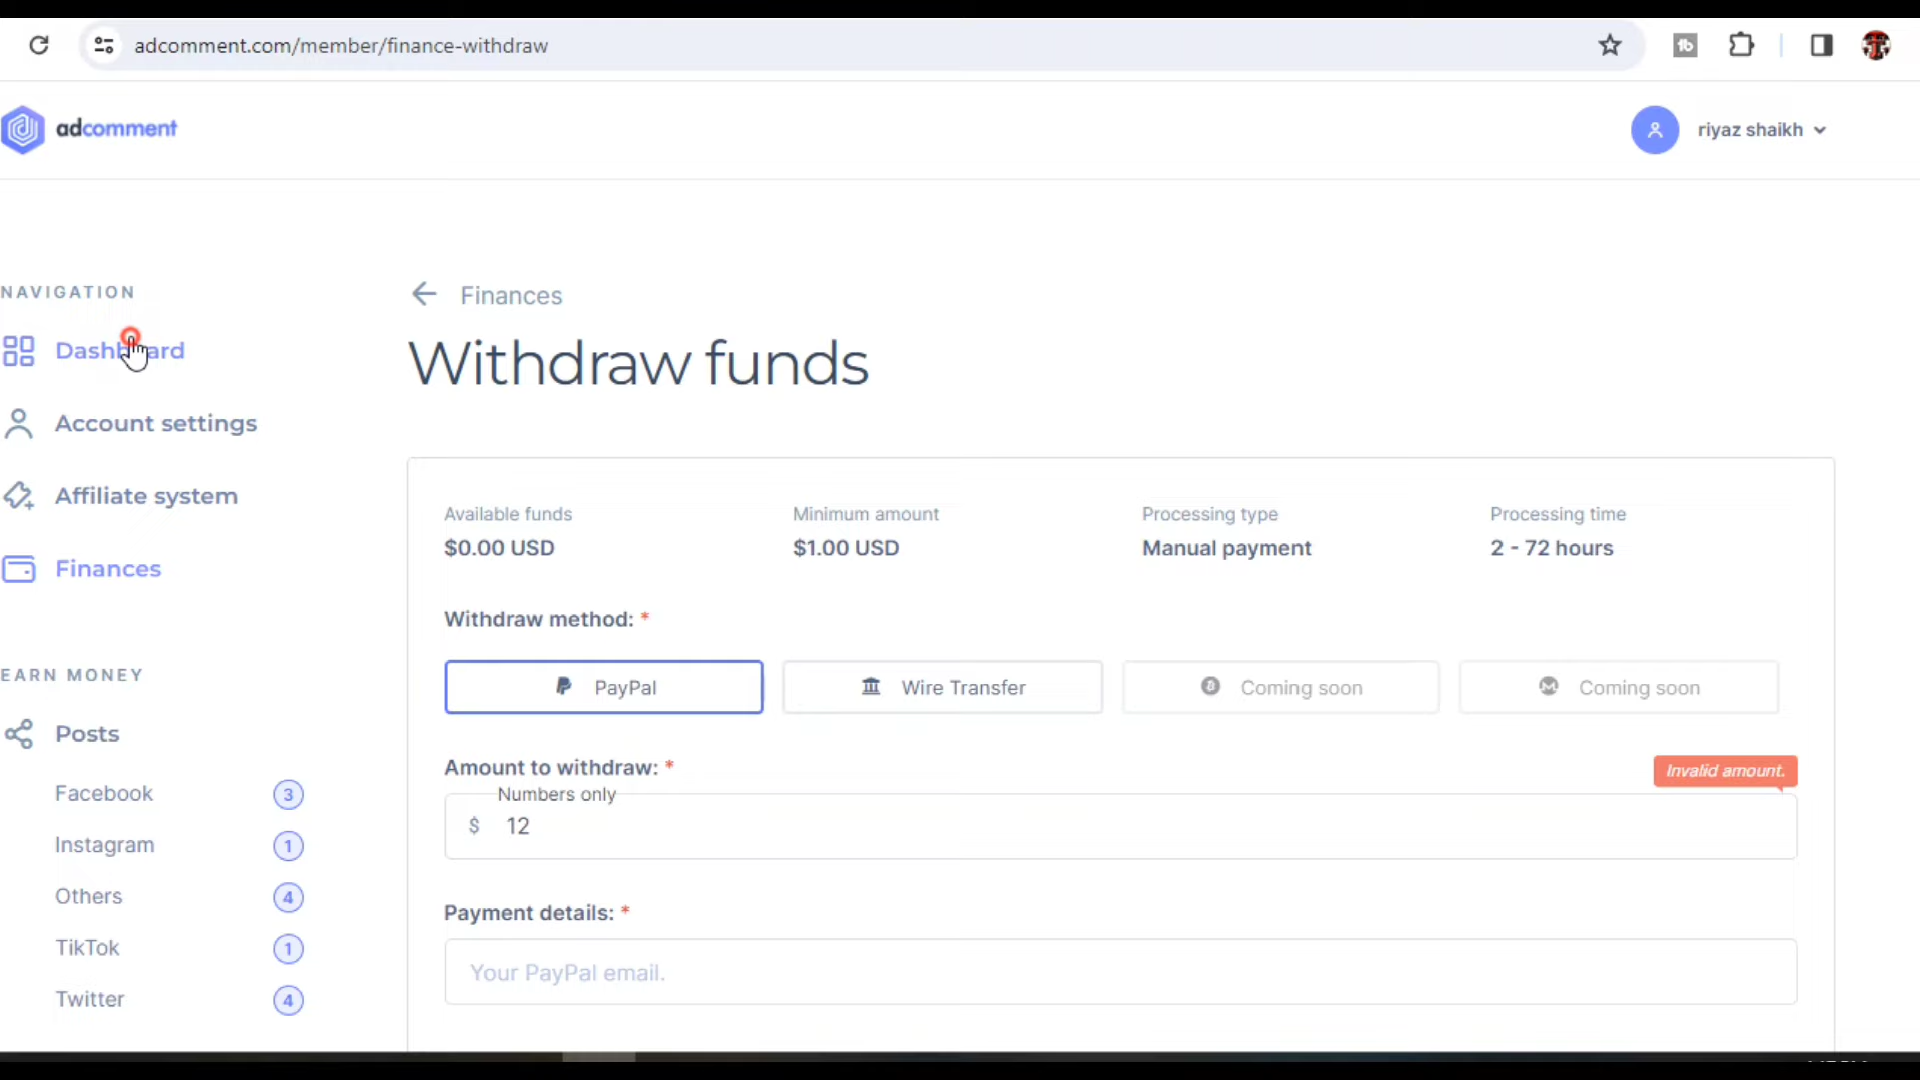 adcomment.com/member/finance-withdraw
adcomment
riyaz shaikh
NAVIGATION
Dashboard
Account settings
Affiliate system
Finances
EARN MONEY
Posts
Facebook 3
Instagram 1
Others 4
TikTok 1
Twitter 4
Finances
Withdraw funds
Available funds
$0.00 USD
Minimum amount
$1.00 USD
Processing type
Manual payment
Processing time
2 - 72 hours
Withdraw method: *
PayPal
Wire Transfer
Coming soon
Coming soon
Amount to withdraw: *
Invalid amount.
Numbers only
$ 12
Payment details: *
Your PayPal email.